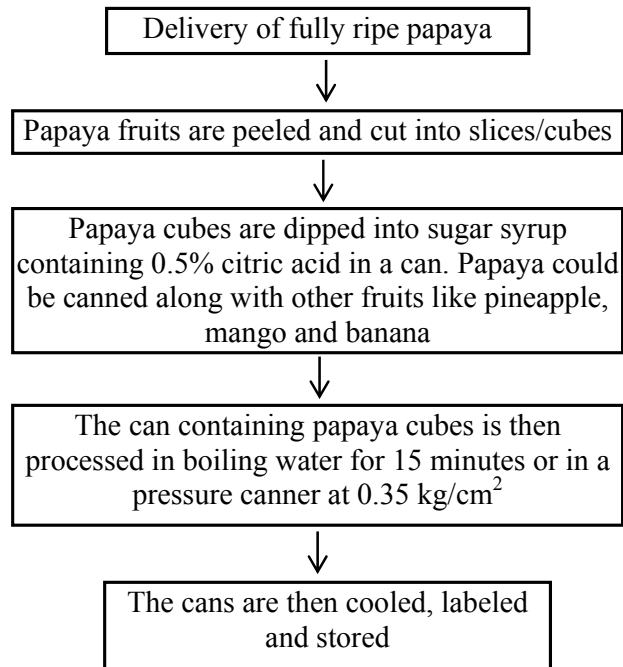 Delivery of fully ripe papaya
Papaya fruits are peeled and cut into slices/cubes
Papaya cubes are dipped into sugar syrup
containing 0.5% citric acid in a can. Papaya could
be canned along with other fruits like pineapple,
mango and banana
The can containing papaya cubes is then
processed in boiling water for 15 minutes or in a
pressure canner at 0.35 kg/cm²
The cans are then cooled, labeled
and stored